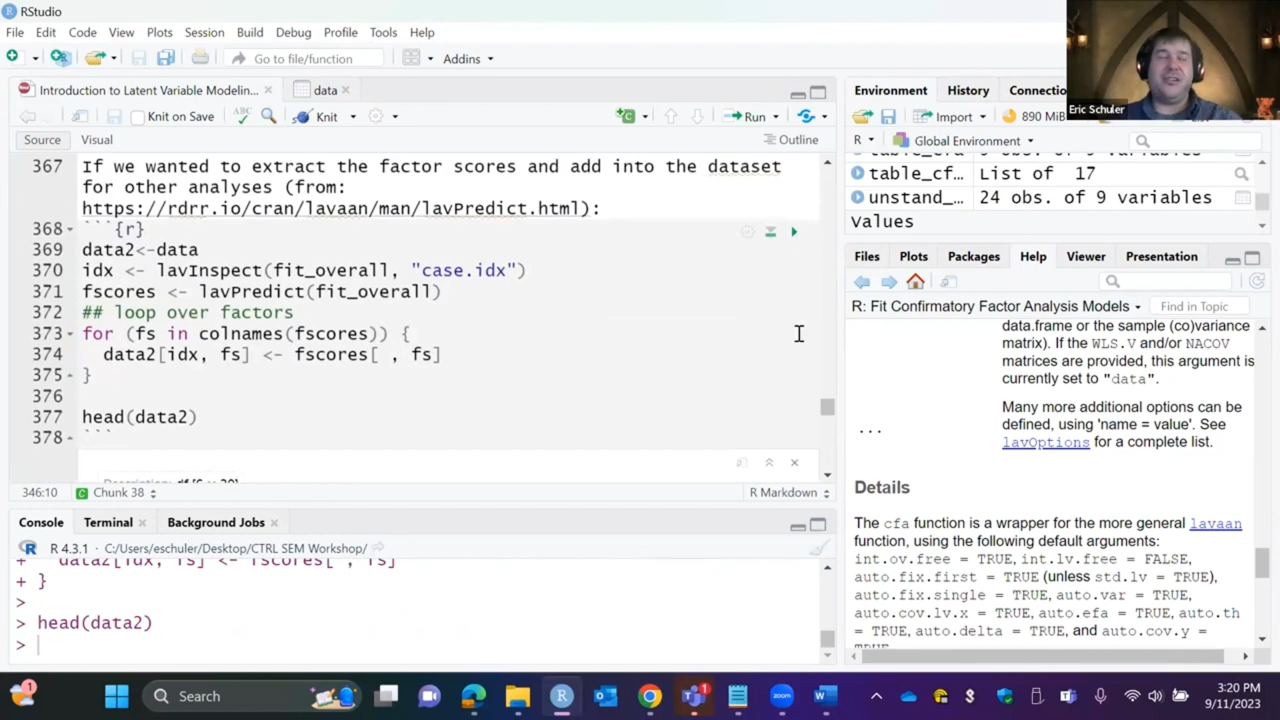 RStudio
File Edit Code View Plots Session Build Debug Profile Tools Help
Go to file/function Addins
Introduction to Latent Variable Modelin... data
Knit on Save Knit Run
Source Visual Outline
367 If we wanted to extract the factor scores and add into the dataset
for other analyses (from:
https://rdrr.io/cran/lavaan/man/lavPredict.html):
368 ```{r}
369 data2<-data
370 idx <- lavInspect(fit_overall, "case.idx")
371 fscores <- lavPredict(fit_overall)
372 ## loop over factors
373 for (fs in colnames(fscores)) {
374 data2[idx, fs] <- fscores[ , fs]
375 }
376
377 head(data2)
378 ```
346:10 Chunk 38 R Markdown
Console Terminal Background Jobs
R 4.3.1 · C:/Users/eschuler/Desktop/CTRL SEM Workshop/
+ data2[idx, fs] <- fscores[ , fs]
+ }
>
> head(data2)
>
Eric Schuler
Environment History Connectio
Import 890 MiB
R Global Environment
table_cf... List of 17
unstand_... 24 obs. of 9 variables
Values
Files Plots Packages Help Viewer Presentation
R: Fit Confirmatory Factor Analysis Models Find in Topic
data.frame or the sample (co)variance
matrix). If the WLS.V and/or NACOV
matrices are provided, this argument is
currently set to "data".
... Many more additional options can be
defined, using 'name = value'. See
lavOptions for a complete list.
Details
The cfa function is a wrapper for the more general lavaan
function, using the following default arguments:
int.ov.free = TRUE, int.lv.free = FALSE,
auto.fix.first = TRUE (unless std.lv = TRUE),
auto.fix.single = TRUE, auto.var = TRUE,
auto.cov.lv.x = TRUE, auto.efa = TRUE, auto.th
= TRUE, auto.delta = TRUE, and auto.cov.y =
TRUE
1 Search 1 3:20 PM
9/11/2023